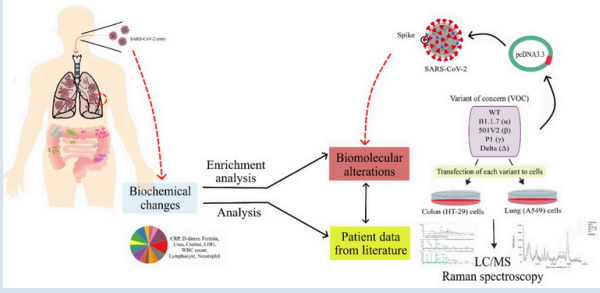 SARS-CoV-2 entry
Spike
SARS-CoV-2
pcDNA3.3
Variant of concern (VOC)
WT
B1.1.7 (α)
501V2 (β)
P1 (γ)
Delta (Δ)
Transfection of each variant to cells
Colon (HT-29) cells
Lung (A549) cells
LC/MS
Raman spectroscopy
Biomolecular
alterations
Enrichment
analysis
Biochemical
changes
Analysis
Patient data
from literature
CRP, D-dimer, Ferritin,
Urea, Cretine, LDH,
WBC count,
Lymphocyte, Neutrophil